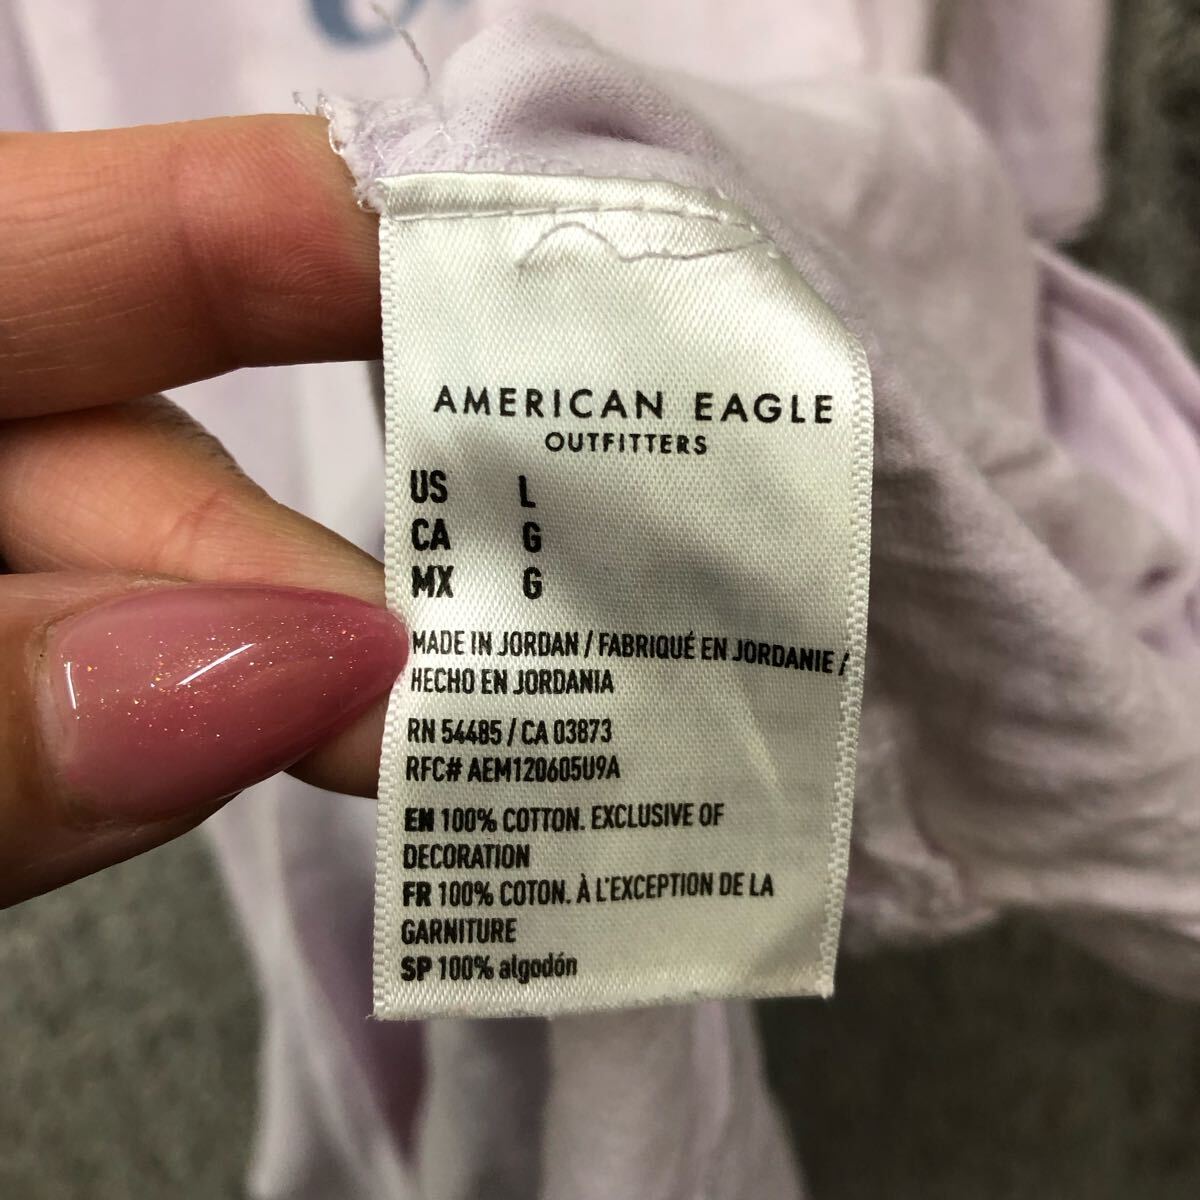 AMERICAN EAGLE
OUTFITTERS
US L
CA G
MX G
MADE IN JORDAN / FABRIQUÉ EN JORDANIE /
HECHO EN JORDANIA
RN 54485 / CA 03873
RFC# AEM120605U9A
EN 100% COTTON. EXCLUSIVE OF
DECORATION
FR 100% COTON. À L'EXCEPTION DE LA
GARNITURE
SP 100% algodón